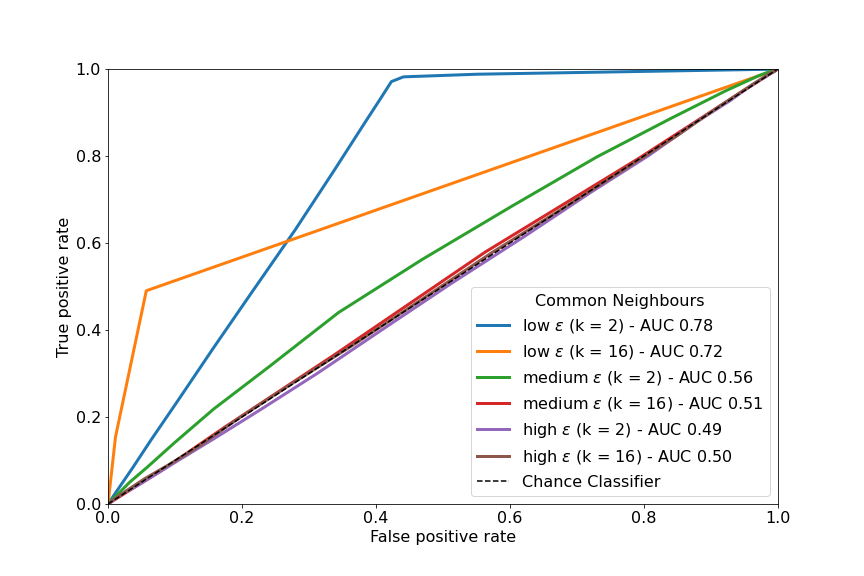 1.0
0.8
0.6
0.4
0.2
0.0
True positive rate
Common Neighbours
low ε (k = 2) - AUC 0.78
low ε (k = 16) - AUC 0.72
medium ε (k = 2) - AUC 0.56
medium ε (k = 16) - AUC 0.51
high ε (k = 2) - AUC 0.49
high ε (k = 16) - AUC 0.50
Chance Classifier
0.0 0.2 0.4 0.6 0.8 1.0
False positive rate